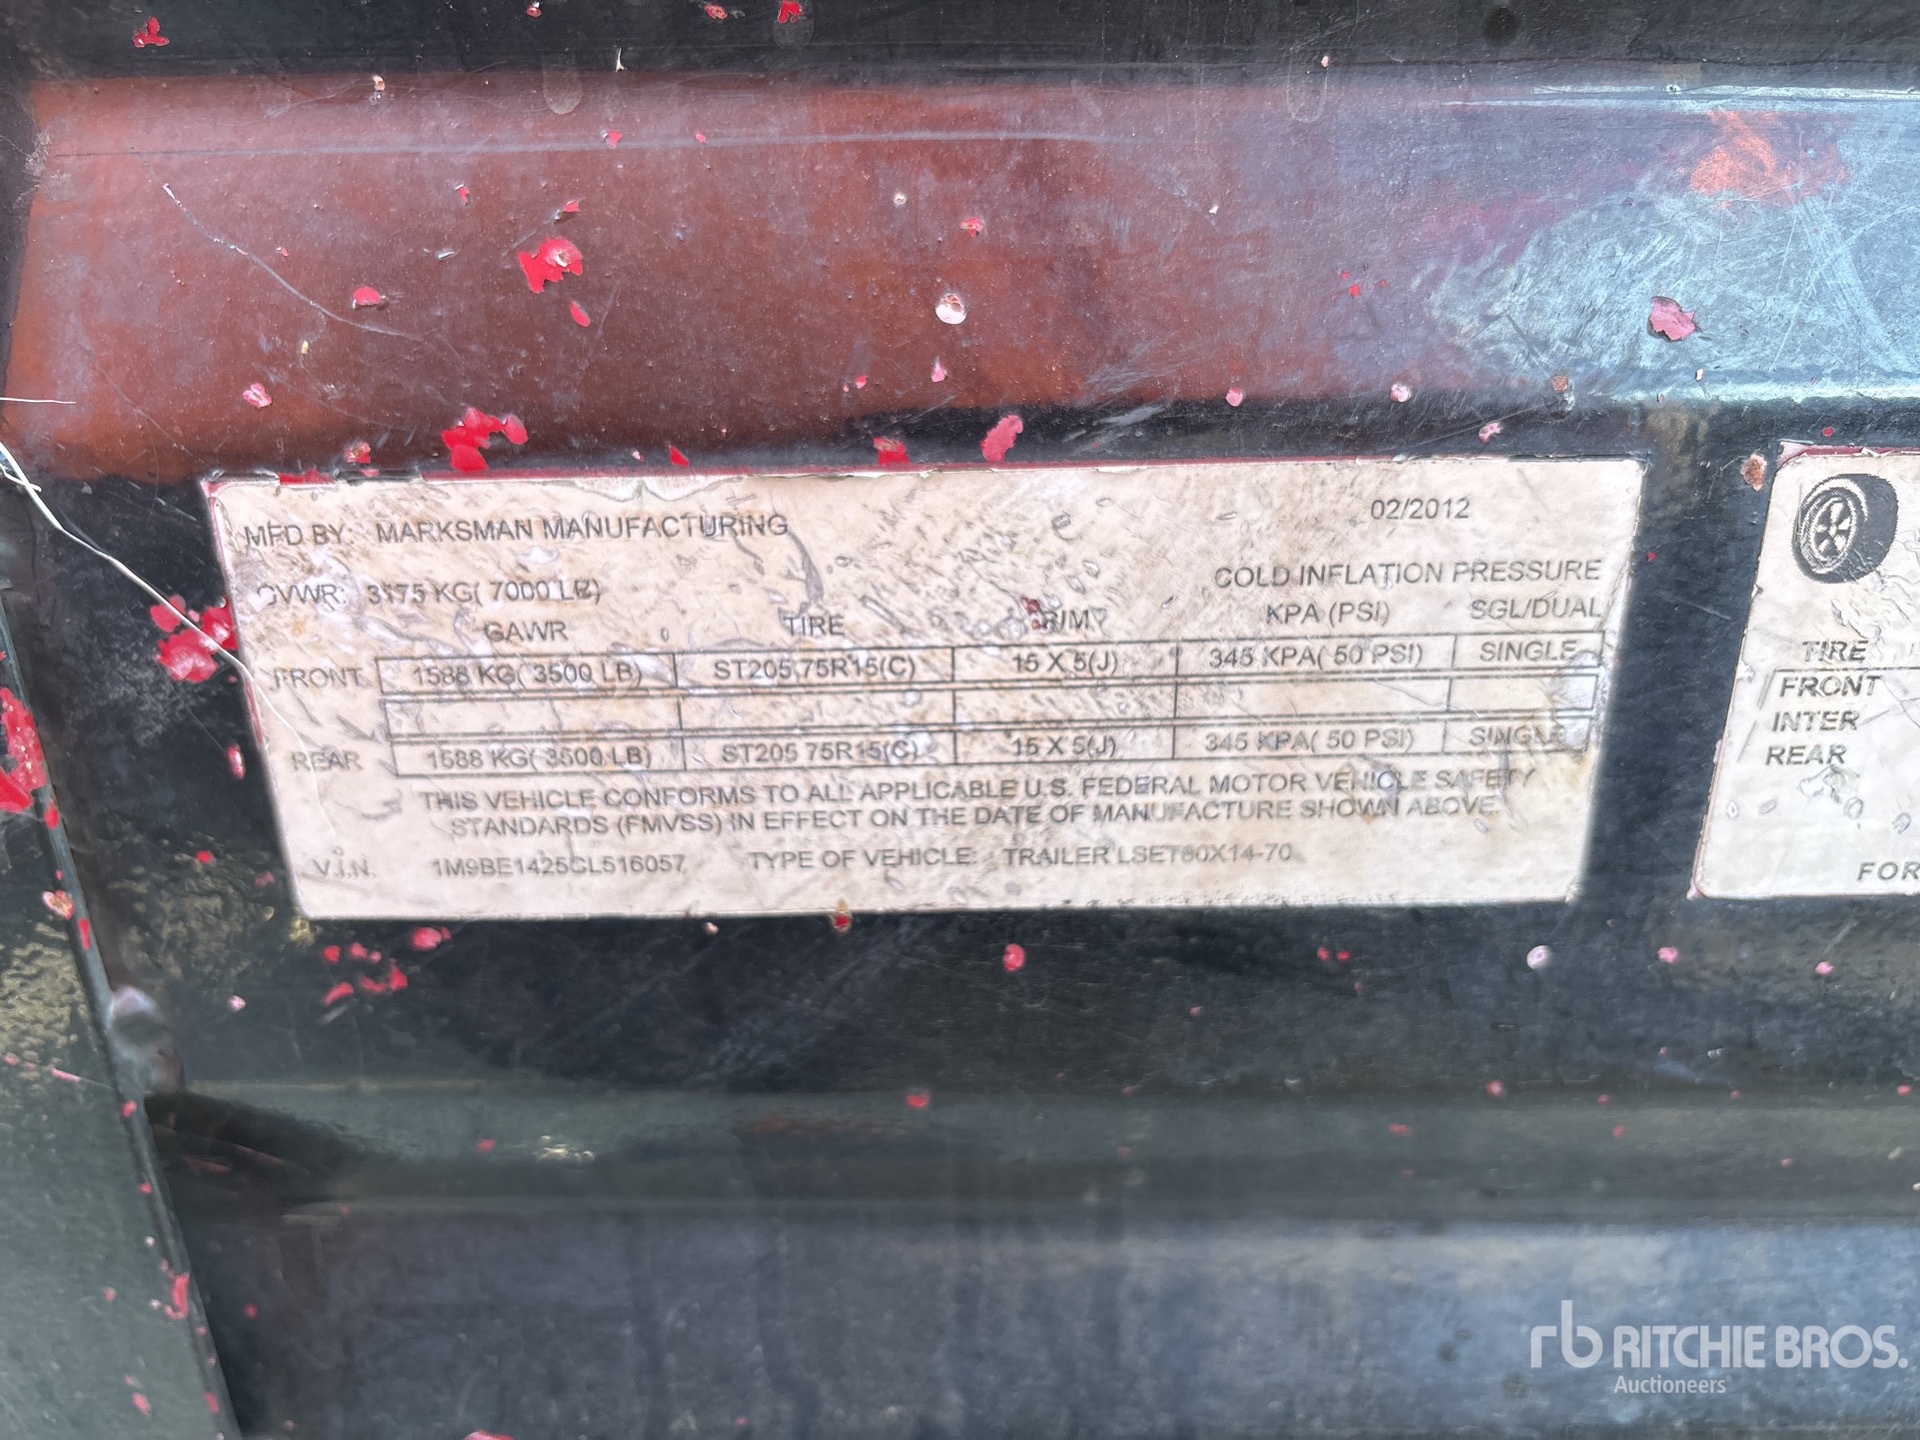 02/2012
MFD BY: MARKSMAN MANUFACTURING
GVWR: 3175 KG( 7000 LB)
COLD INFLATION PRESSURE
GAWR TIRE RIM KPA (PSI) SGL/DUAL
FRONT 1588 KG( 3500 LB) ST205 75R15(C) 15 X 5(J) 345 KPA( 50 PSI) SINGLE
REAR 1588 KG( 3500 LB) ST205 75R15(C) 15 X 5(J) 345 KPA( 50 PSI) SINGLE
THIS VEHICLE CONFORMS TO ALL APPLICABLE U.S. FEDERAL MOTOR VEHICLE SAFETY
STANDARDS (FMVSS) IN EFFECT ON THE DATE OF MANUFACTURE SHOWN ABOVE.
V.I.N. 1M9BE1425CL516057 TYPE OF VEHICLE: TRAILER LSET80X14-70
TIRE
FRONT
INTER
REAR
FOR
rb RITCHIE BROS.
Auctioneers